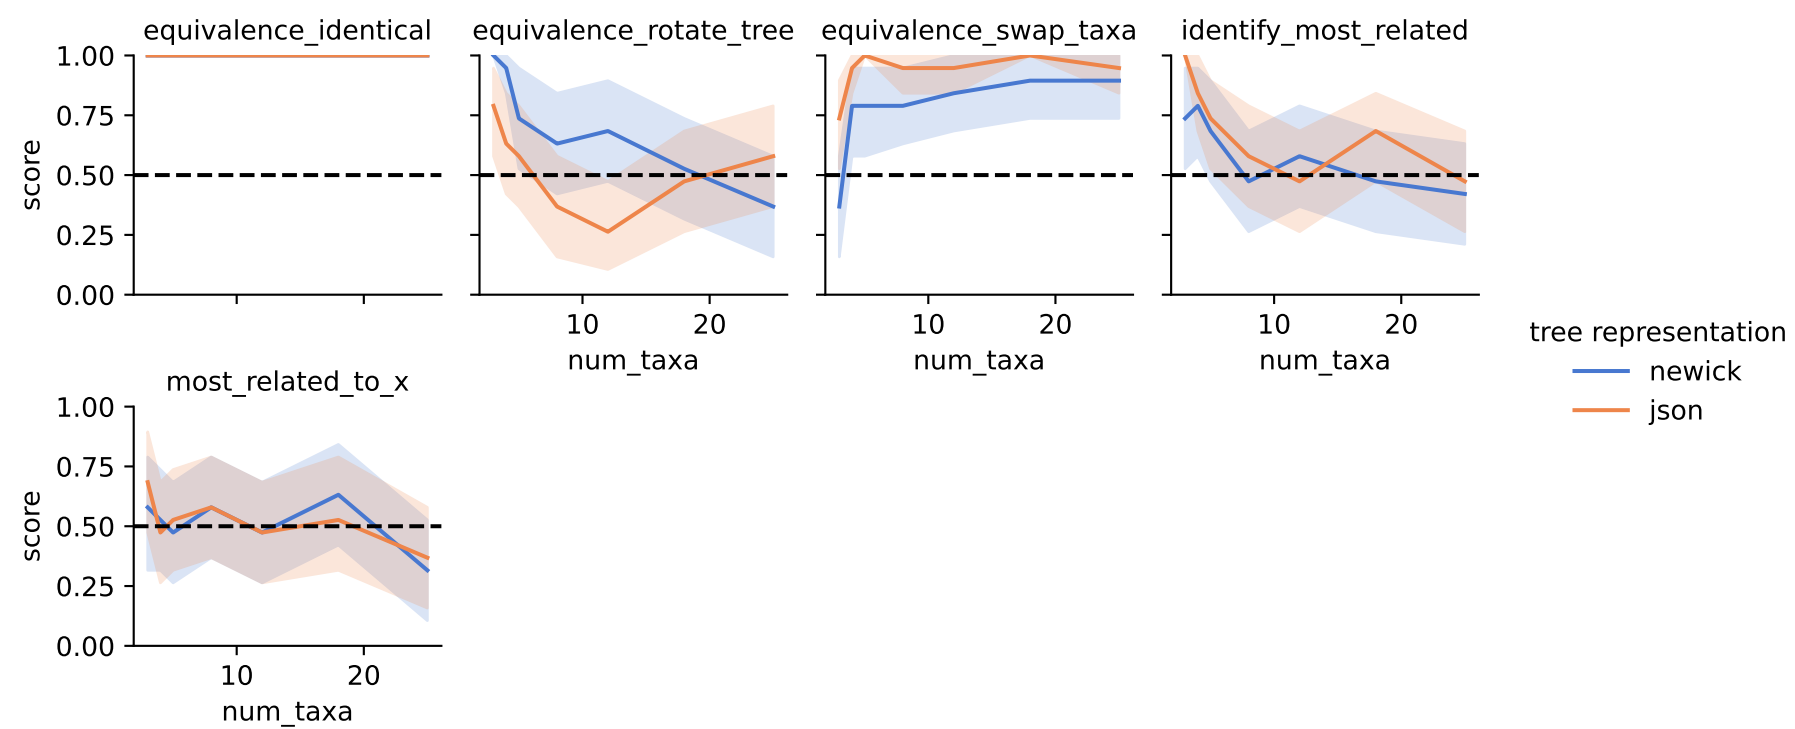 equivalence_identical
equivalence_rotate_tree
equivalence_swap_taxa
identify_most_related
score
1.00
0.75
0.50
0.25
0.00
10
20
num_taxa
10
20
num_taxa
10
20
num_taxa
most_related_to_x
score
1.00
0.75
0.50
0.25
0.00
10
20
num_taxa
tree representation
newick
json